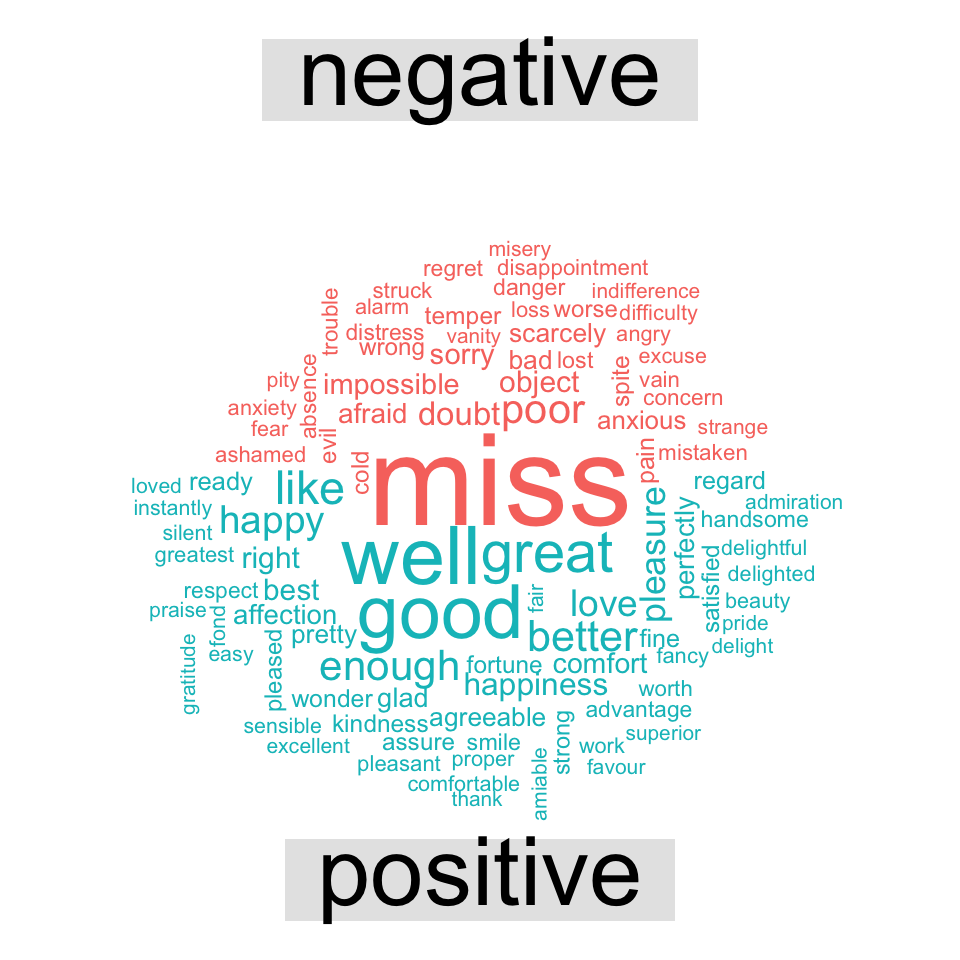 negative
misery
regret disappointment
struck danger indifference
trouble alarm temper loss worse difficulty
distress vanity scarcely angry
wrong sorry bad lost excuse
pity absence impossible object spite vain
concern
anxiety afraid doubt poor anxious
fear evil strange
ashamed cold miss pain mistaken
loved ready like pleasure regard
instantly happy perfectly admiration
silent handsome
greatest right well great satisfied delightful
respect best fair delighted
praise fond affection good love beauty
pretty better fine pride
gratitude easy pleased fancy delight
enough fortune comfort
wonder glad happiness worth
sensible kindness agreeable strong advantage
excellent assure smile work superior
pleasant proper favour
comfortable amiable
thank
positive